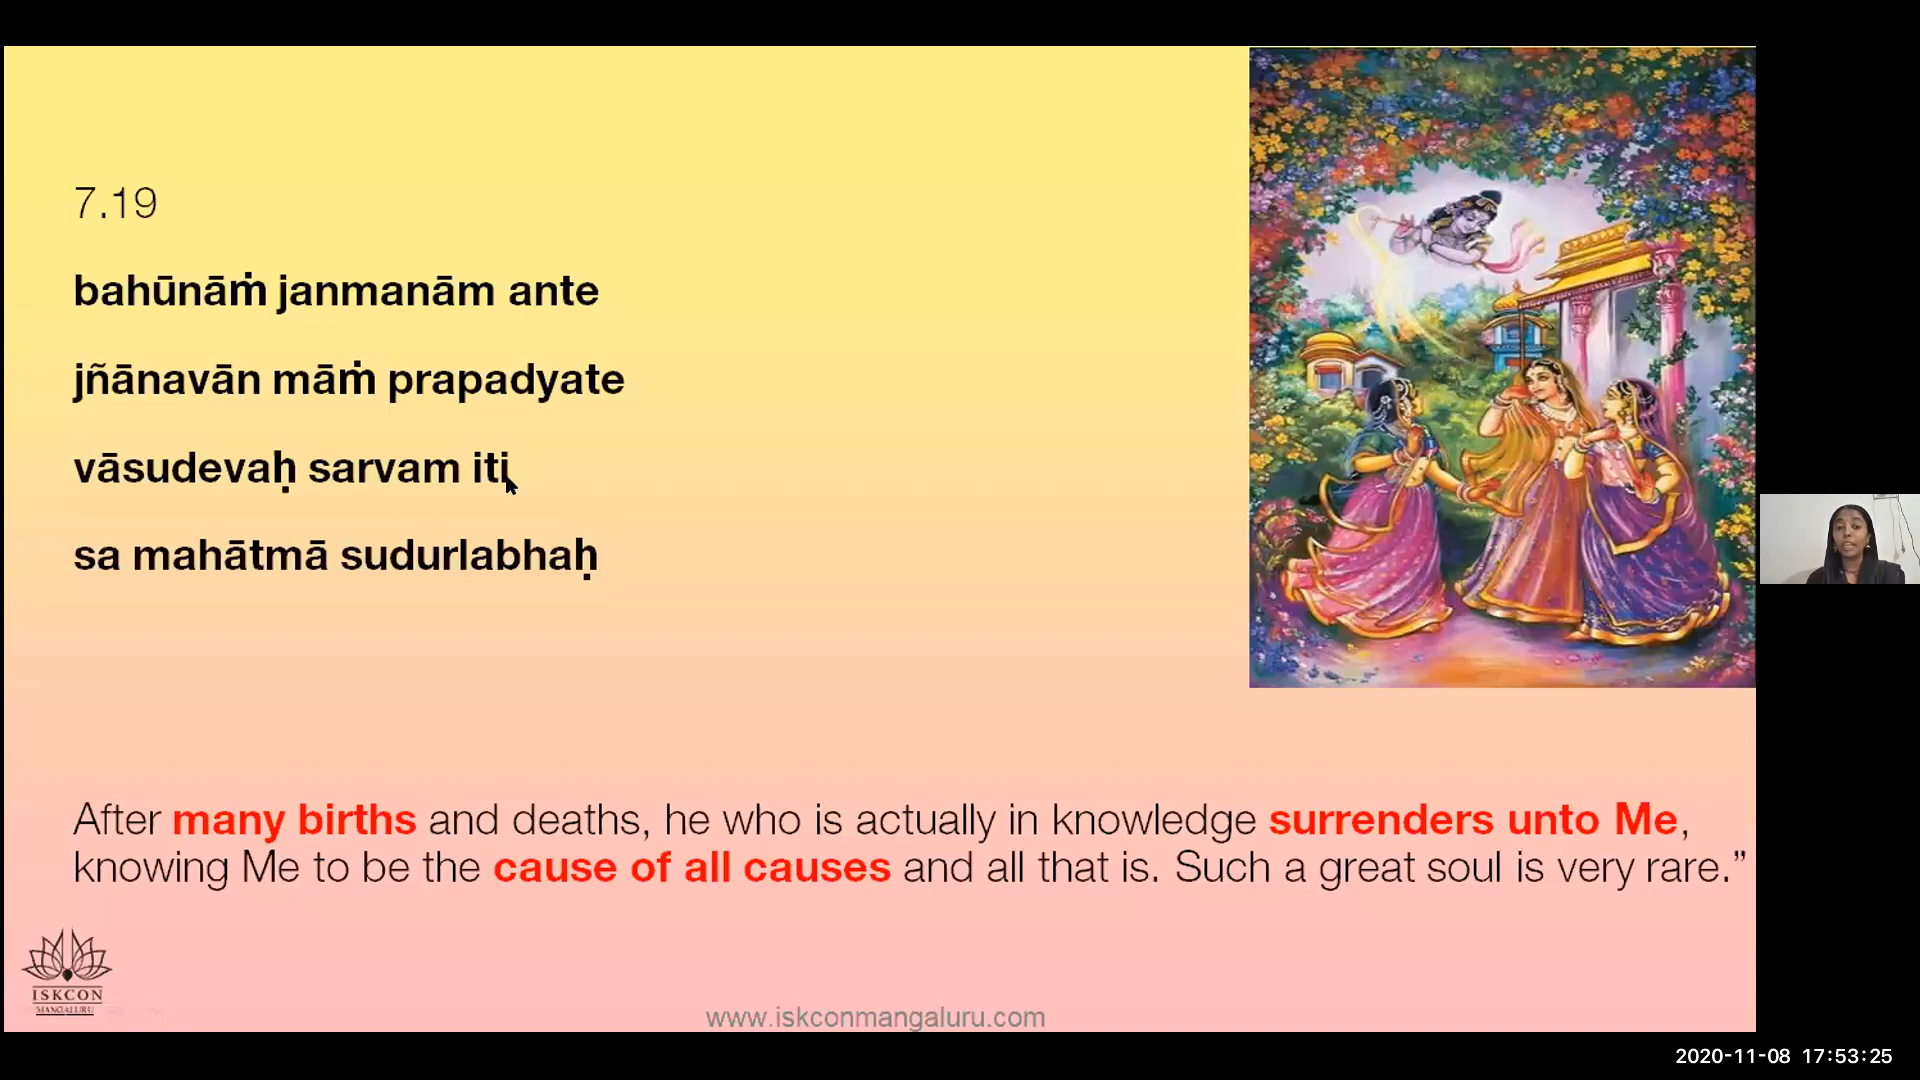 7.19
bahūnāṁ janmanām ante
jñānavān māṁ prapadyate
vāsudevaḥ sarvam iti
sa mahātmā sudurlabhaḥ
After many births and deaths, he who is actually in knowledge surrenders unto Me,
knowing Me to be the cause of all causes and all that is. Such a great soul is very rare.”
ISKCON
MANGALURU
www.iskconmangaluru.com
2020-11-08 17:53:25